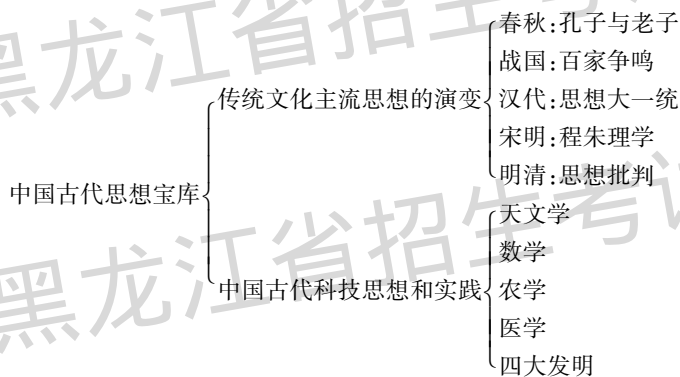 春秋:孔子与老子
战国:百家争鸣
传统文化主流思想的演变 汉代:思想大一统
宋明:程朱理学
明清:思想批判
中国古代思想宝库
天文学
数学
中国古代科技思想和实践 农学
医学
四大发明
黑龙江省招生考
黑龙江省招生考试